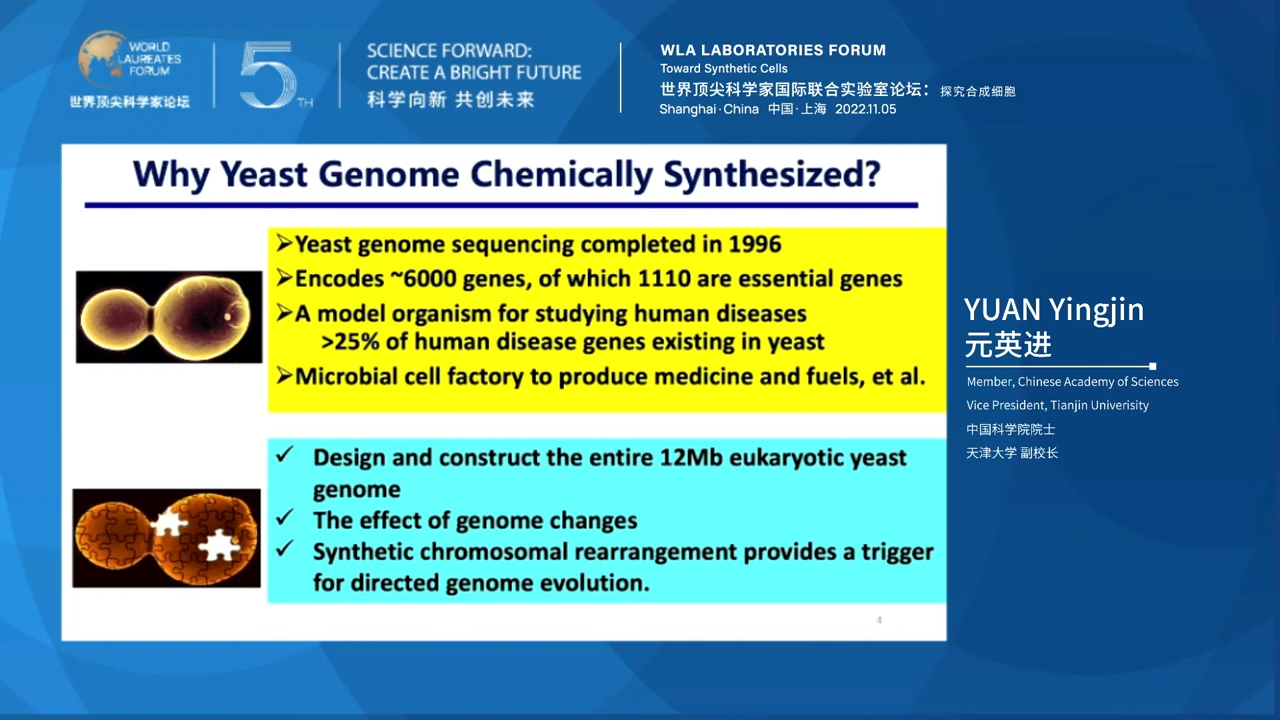 WORLD
LAUREATES
FORUM
世界顶尖科学家论坛
5TH
SCIENCE FORWARD:
CREATE A BRIGHT FUTURE
科学向新 共创未来
WLA LABORATORIES FORUM
Toward Synthetic Cells
世界顶尖科学家国际联合实验室论坛：探究合成细胞
Shanghai·China 中国·上海 2022.11.05
Why Yeast Genome Chemically Synthesized?
➢Yeast genome sequencing completed in 1996
➢Encodes ~6000 genes, of which 1110 are essential genes
➢A model organism for studying human diseases
>25% of human disease genes existing in yeast
➢Microbial cell factory to produce medicine and fuels, et al.
✓ Design and construct the entire 12Mb eukaryotic yeast
genome
✓ The effect of genome changes
✓ Synthetic chromosomal rearrangement provides a trigger
for directed genome evolution.
4
YUAN Yingjin
元英进
Member, Chinese Academy of Sciences
Vice President, Tianjin Univerisity
中国科学院院士
天津大学 副校长